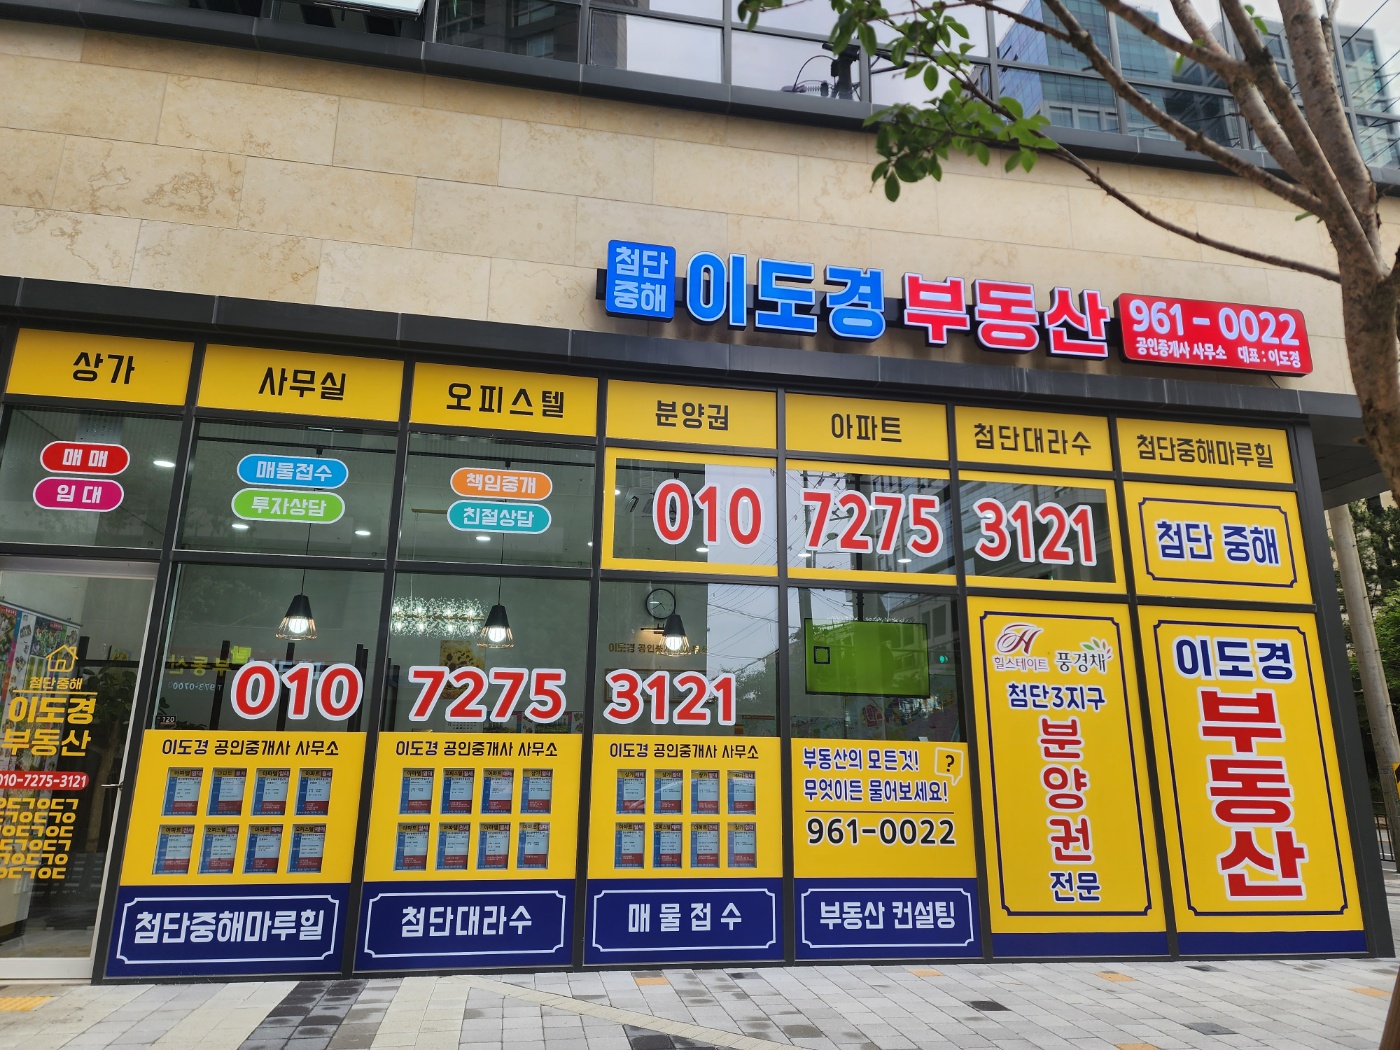 첨단
중해
이도경 부동산
961-0022
공인중개사 사무소 대표:이도경
상가
사무실
오피스텔
분양권
아파트
첨단대라수
첨단중해마루힐
매매
임대
매물접수
투자상담
책임중개
친절상담
010 7275 3121
첨단 중해
010 7275 3121
첨단중해
이도경
부동산
010-7275-3121
120
이도경 공인중개사 사무소
이도경 공인중개사 사무소
이도경 공인중개사 사무소
부동산의 모든것!
무엇이든 물어보세요!
?
961-0022
힐스테이트 풍경채
첨단3지구
분양권
전문
이도경
부동산
첨단중해마루힐
첨단대라수
매물접수
부동산 컨설팅